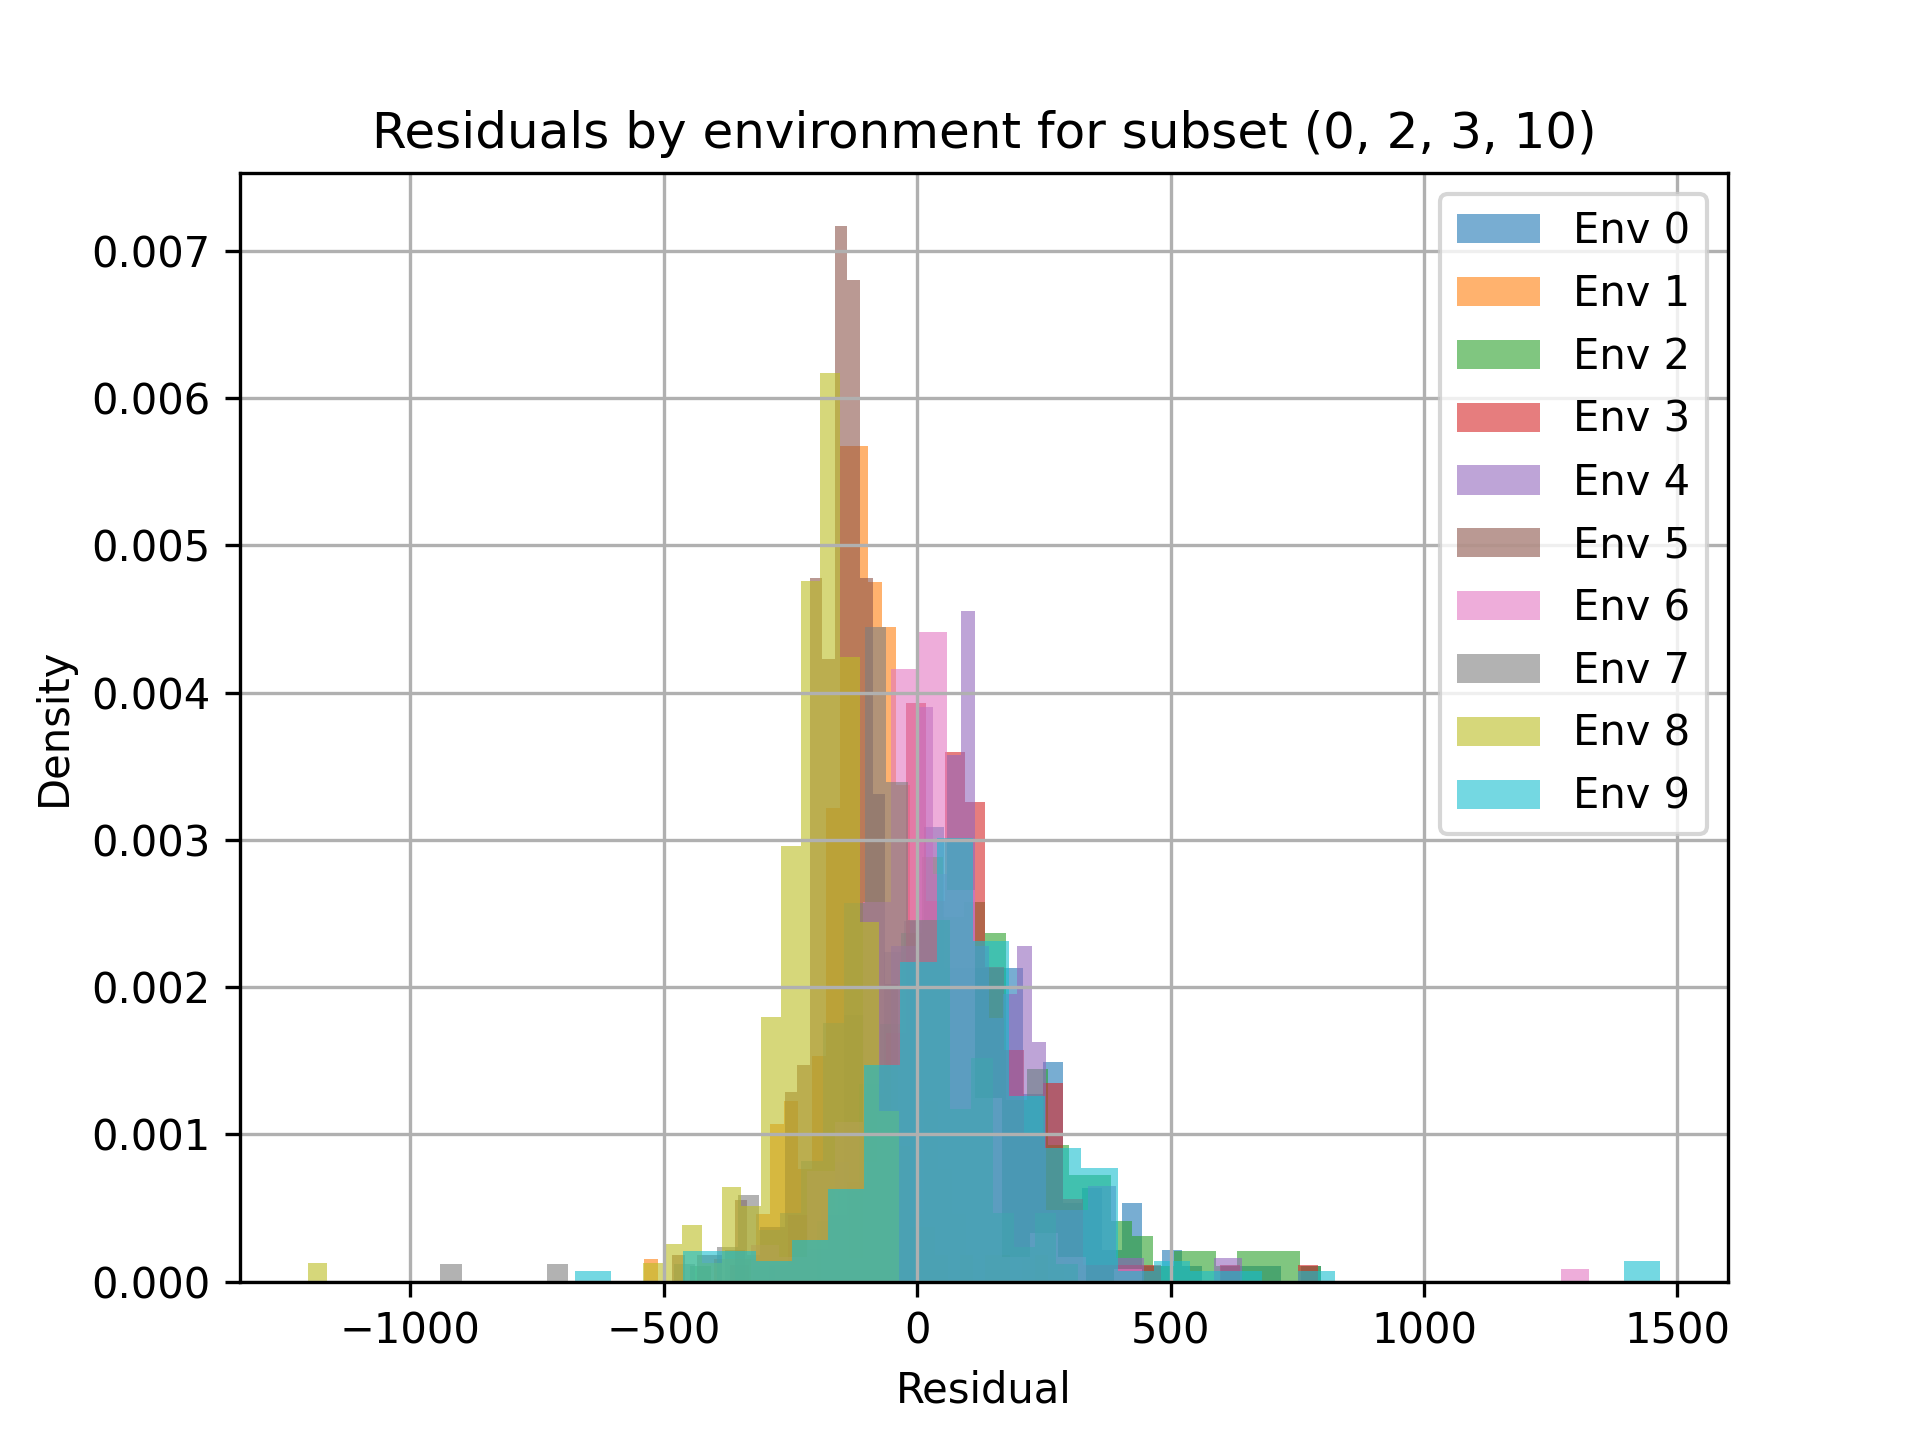 Residuals by environment for subset (0, 2, 3, 10)
0.007
0.006
0.005
0.004
0.003
0.002
0.001
0.000
Density
−1000
−500
0
500
1000
1500
Residual
Env 0
Env 1
Env 2
Env 3
Env 4
Env 5
Env 6
Env 7
Env 8
Env 9